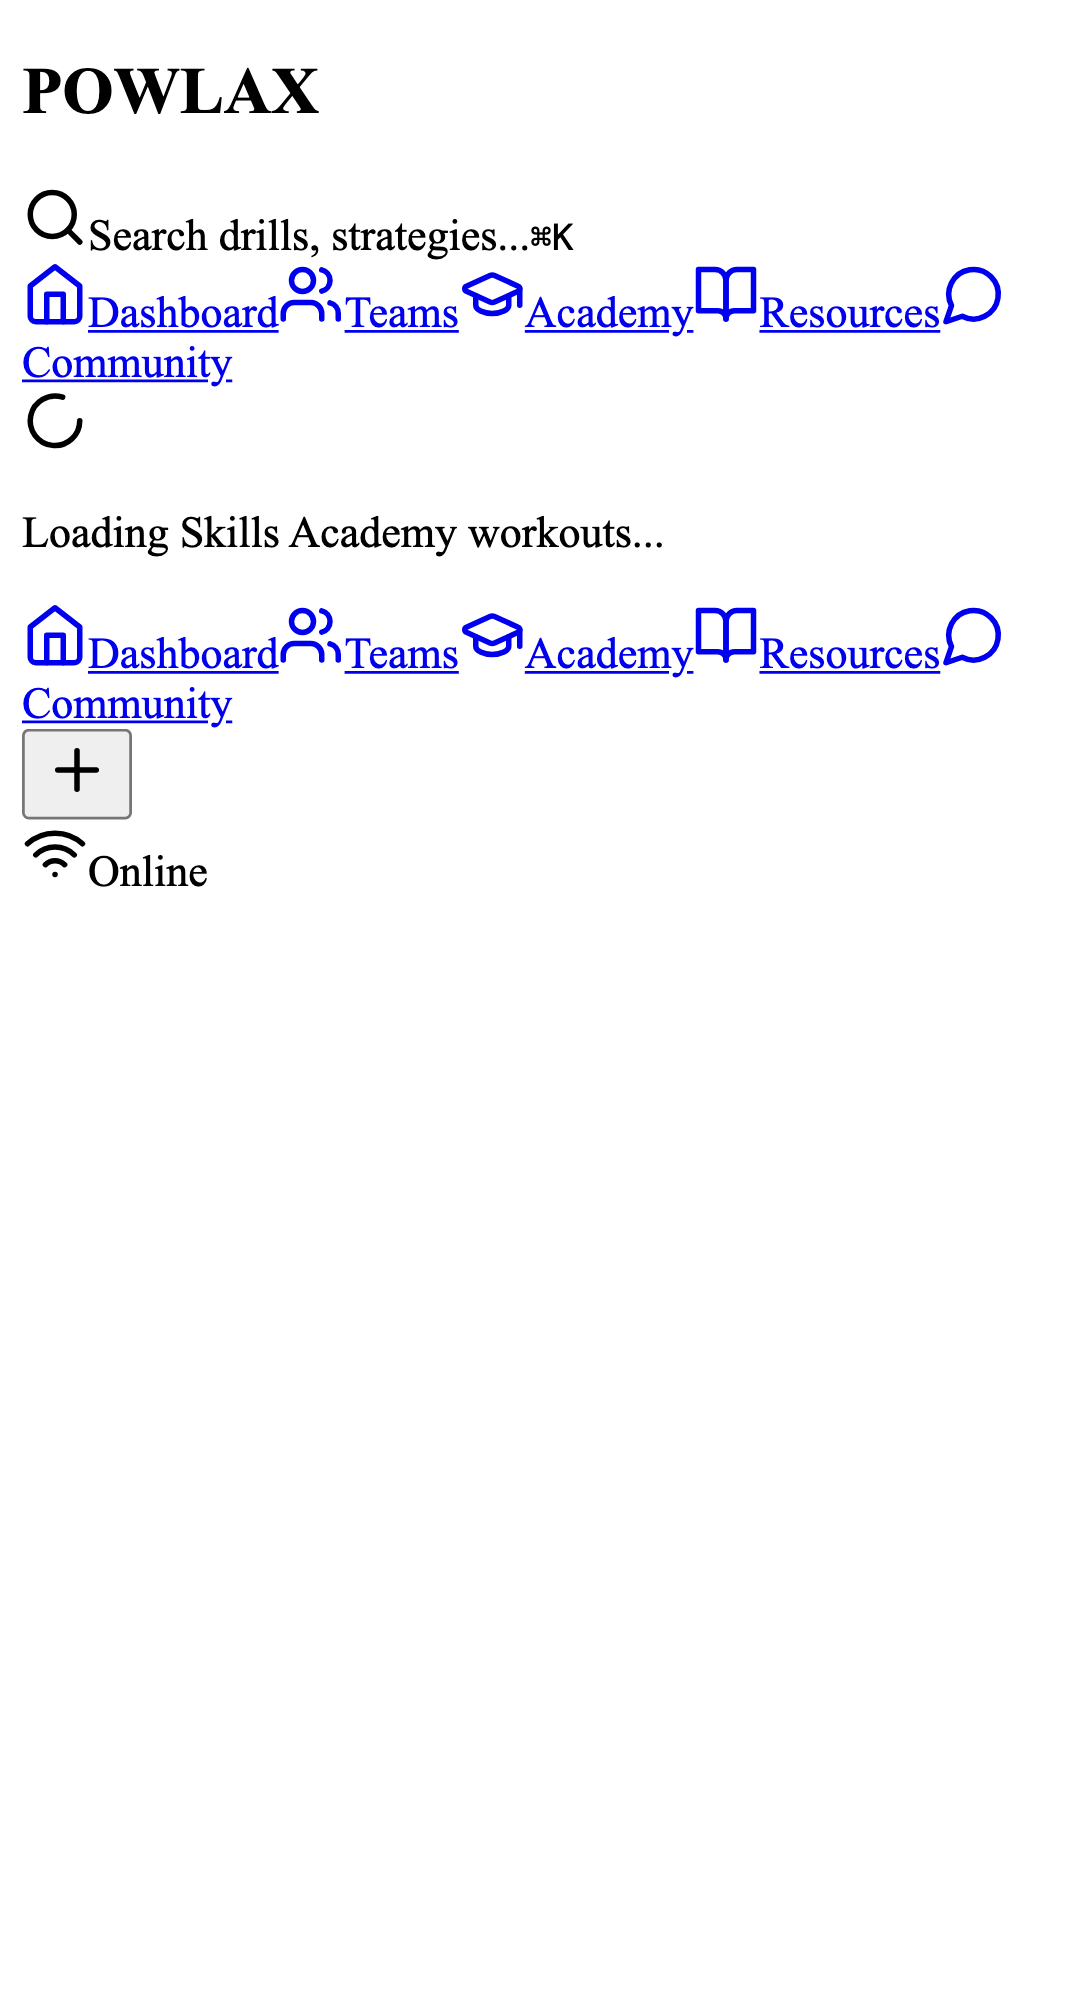 POWLAX
Search drills, strategies...⌘K
Dashboard Teams Academy Resources
Community
Loading Skills Academy workouts...
Dashboard Teams Academy Resources
Community
Online